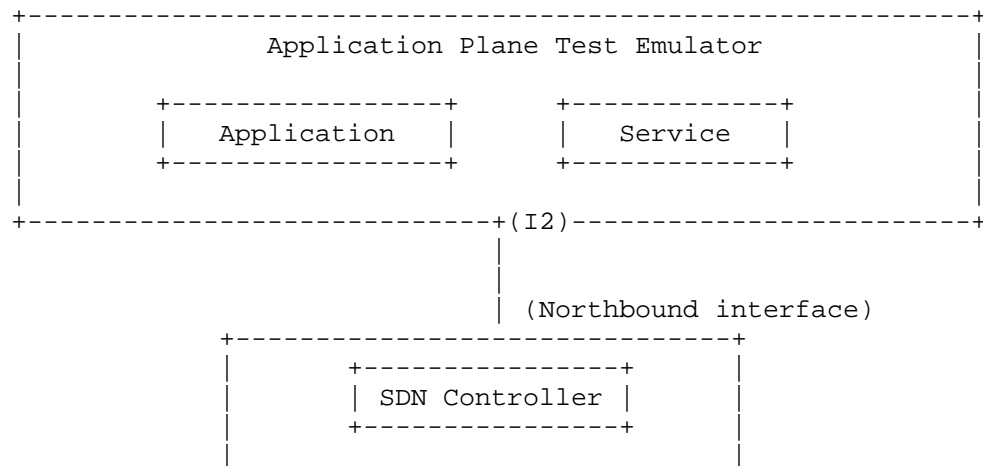 Application Plane Test Emulator
Application Service
(I2)
(Northbound interface)
SDN Controller